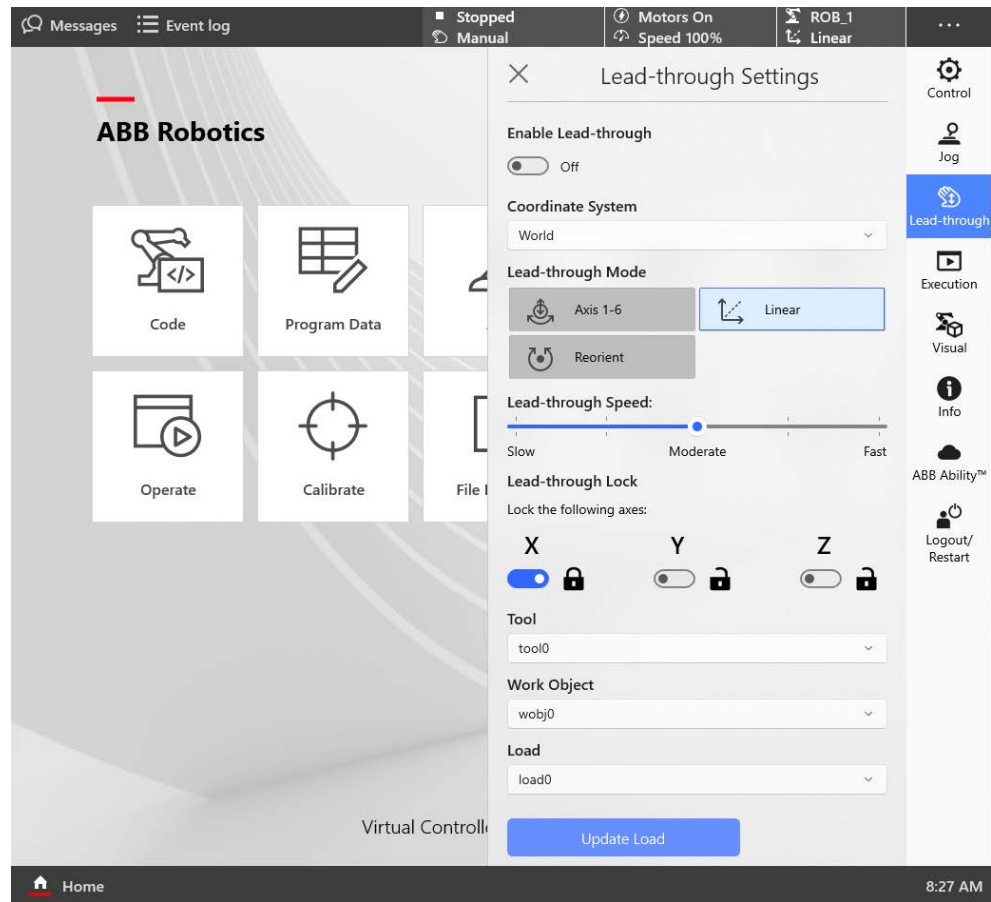 Messages Event log
Stopped
Manual
Motors On
Speed 100%
ROB_1
Linear
...
ABB Robotics
Code
Program Data
Operate
Calibrate
File
Virtual
Lead-through Settings
Enable Lead-through
Off
Coordinate System
World
Lead-through Mode
Axis 1-6 Linear
Reorient
Lead-through Speed:
Slow Moderate Fast
Lead-through Lock
Lock the following axes:
X Y Z
Tool
tool0
Work Object
wobj0
Load
load0
Update Load
Control
Jog
Lead-through
Execution
Visual
Info
ABB Ability™
Logout/
Restart
Home 8:27 AM